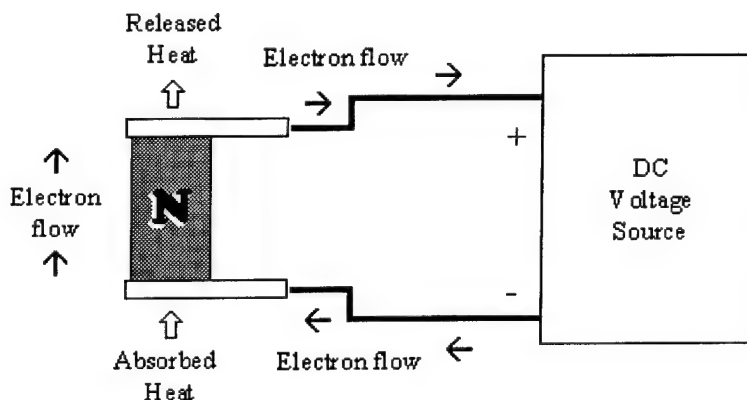 Released
Heat
Electron flow
+
DC
Voltage
Source
N
Electron
flow
-
Absorbed
Heat
Electron flow